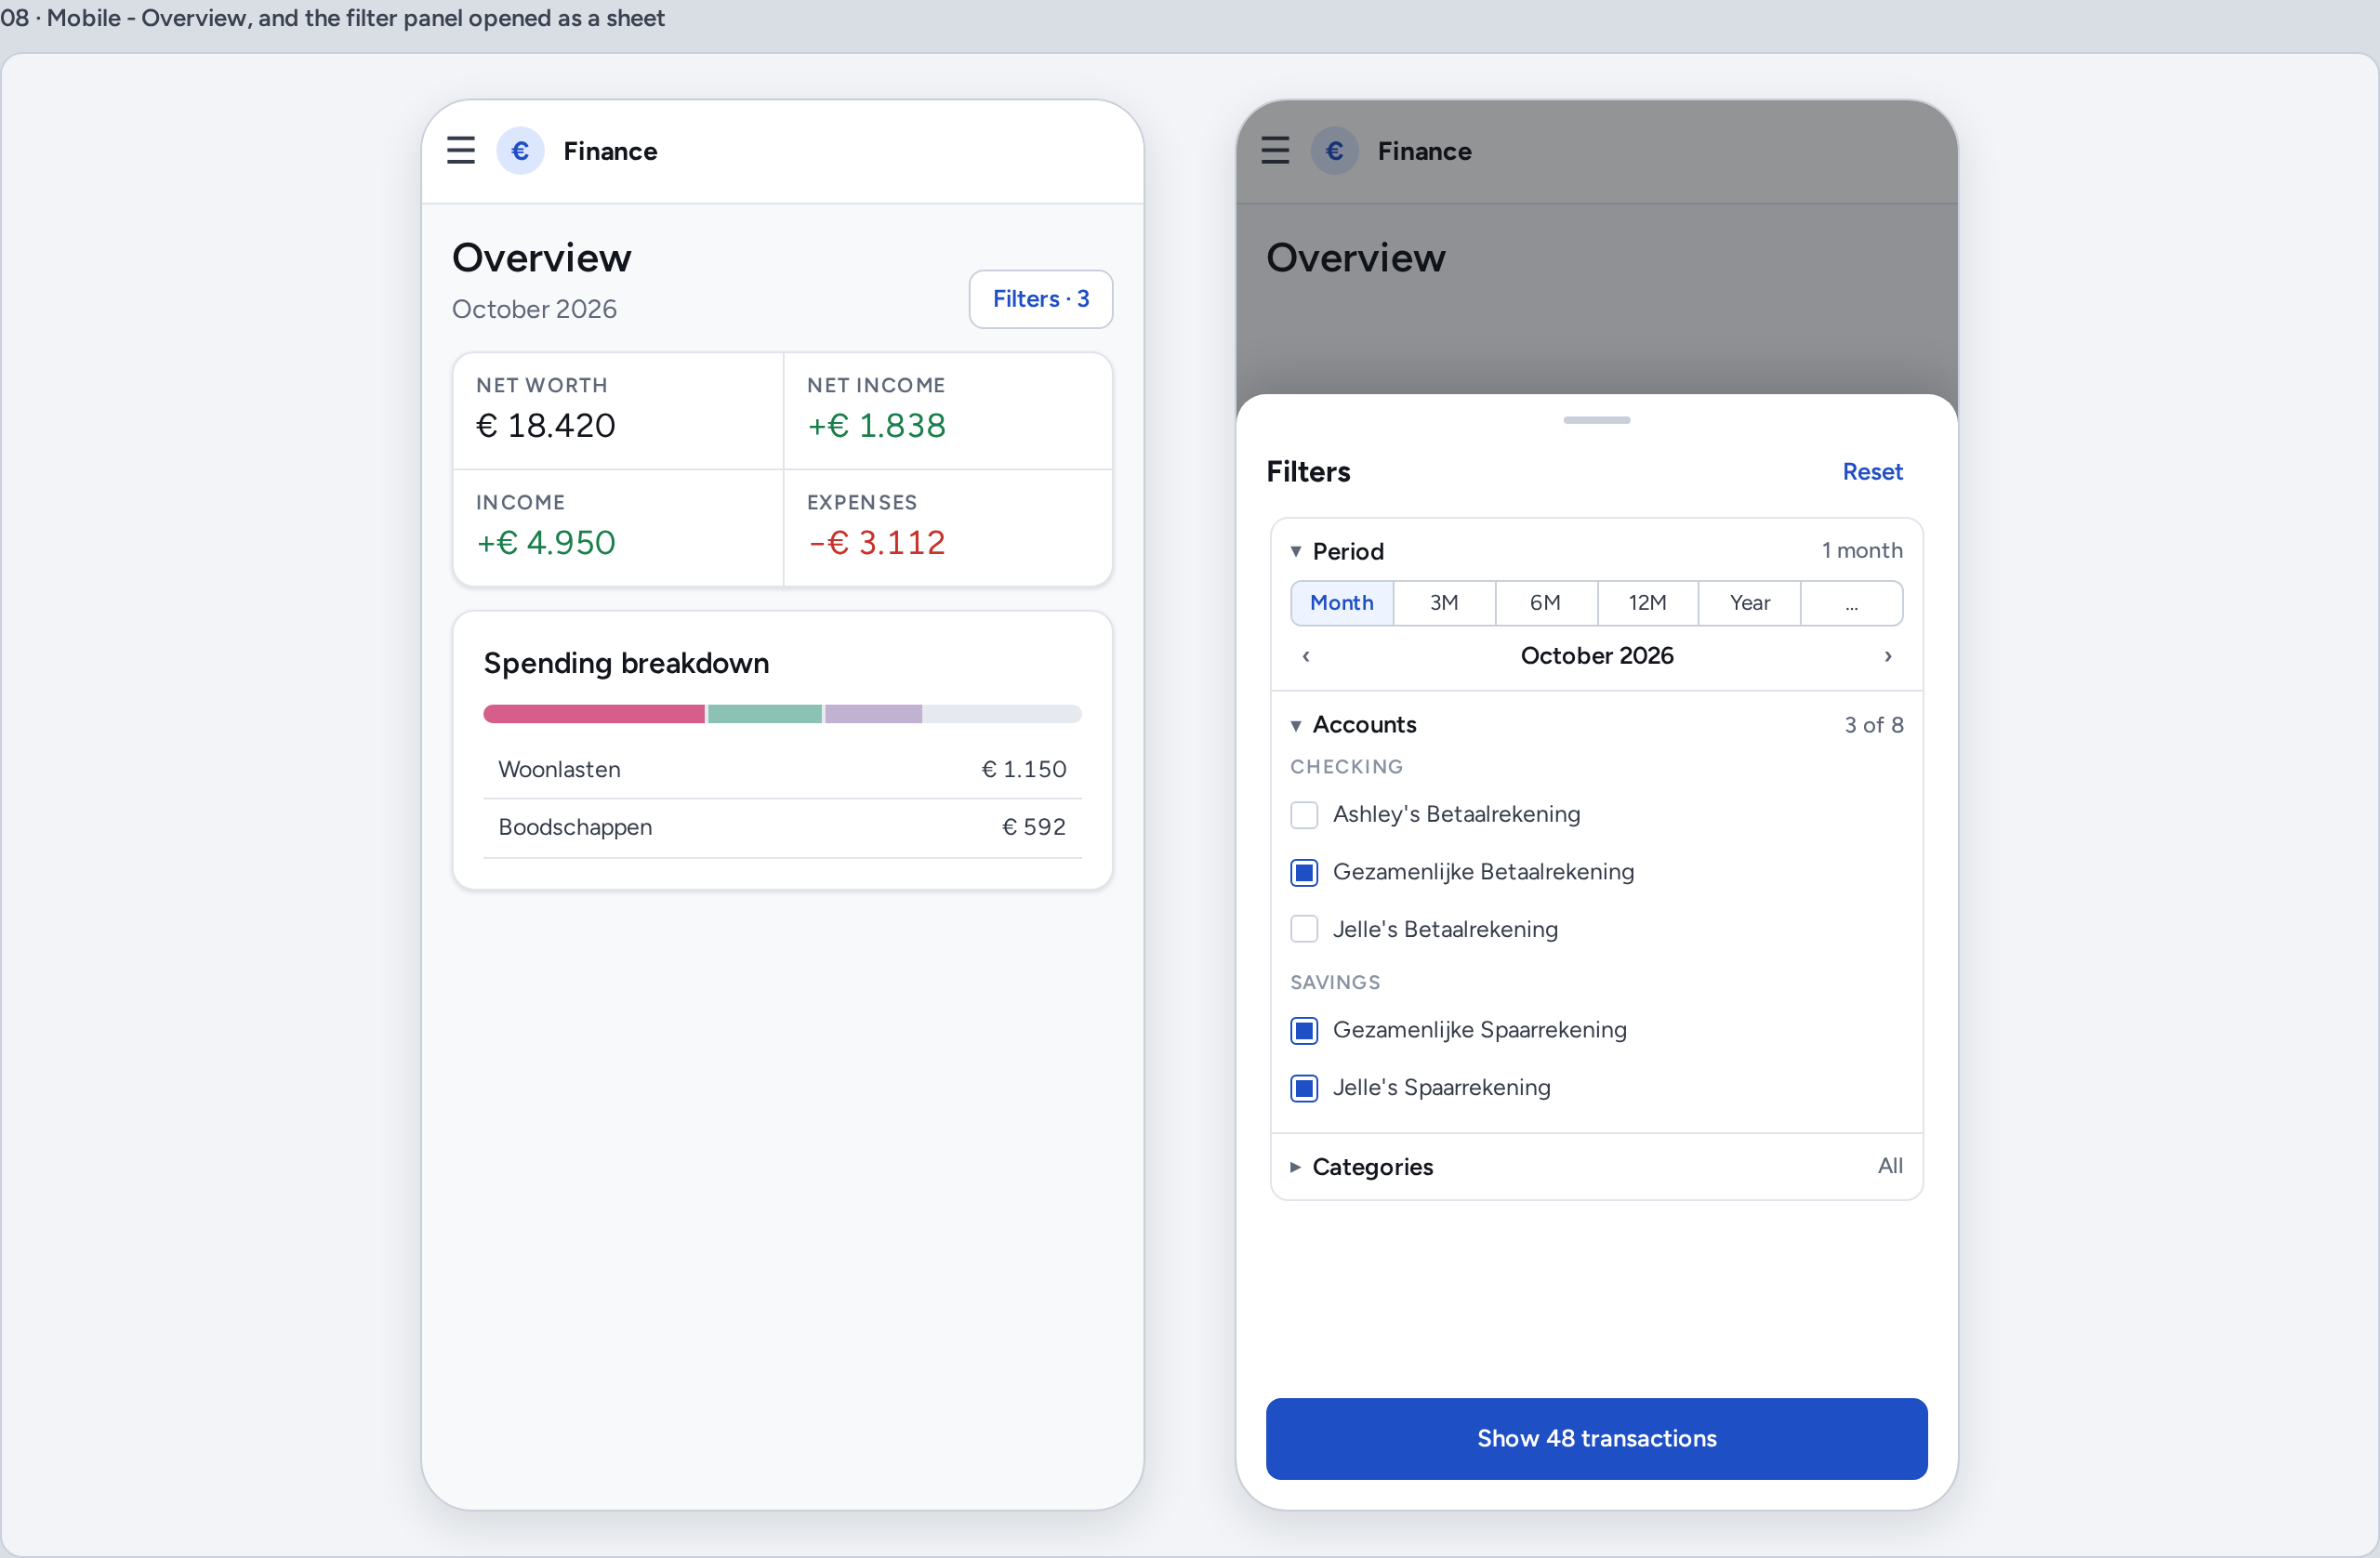 08 · Mobile - Overview, and the filter panel opened as a sheet
€ Finance
Overview
October 2026
Filters · 3
NET WORTH
€ 18.420
NET INCOME
+€ 1.838
INCOME
+€ 4.950
EXPENSES
−€ 3.112
Spending breakdown
Woonlasten € 1.150
Boodschappen € 592
€ Finance
Overview
Filters Reset
Period 1 month
Month 3M 6M 12M Year ...
‹ October 2026 ›
Accounts 3 of 8
CHECKING
Ashley's Betaalrekening
Gezamenlijke Betaalrekening
Jelle's Betaalrekening
SAVINGS
Gezamenlijke Spaarrekening
Jelle's Spaarrekening
Categories All
Show 48 transactions